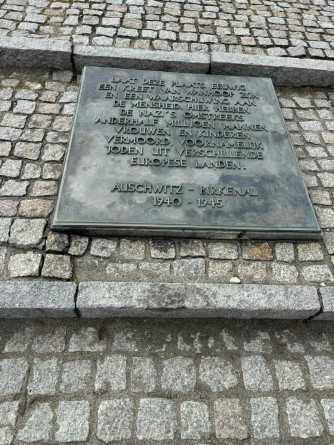 LAAT DEZE PLAATS EEUWIG
EEN KREET VAN WANHOOP ZIJN
EN EEN WAARSCHUWING AAN
DE MENSHEID. HIER HEBBEN
DE NAZI'S OMSTREEKS
ANDERHALF MILJOEN MANNEN
VROUWEN EN KINDEREN
VERMOORD, VOORNAMELIJK
JODEN UIT VERSCHILLENDE
EUROPESE LANDEN.
AUSCHWITZ - BIRKENAU
1940 - 1945